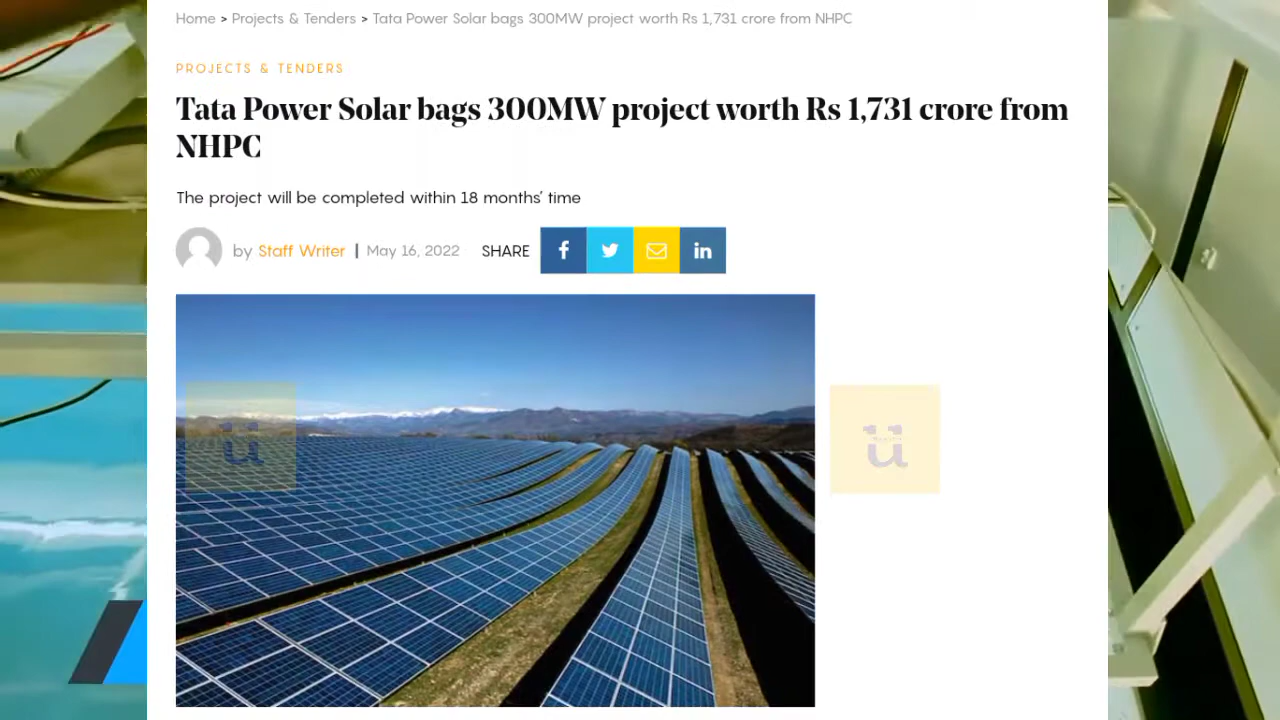 Home > Projects & Tenders > Tata Power Solar bags 300MW project worth Rs 1,731 crore from NHPC
PROJECTS & TENDERS
Tata Power Solar bags 300MW project worth Rs 1,731 crore from
NHPC
The project will be completed within 18 months' time
by Staff Writer | May 16, 2022 SHARE